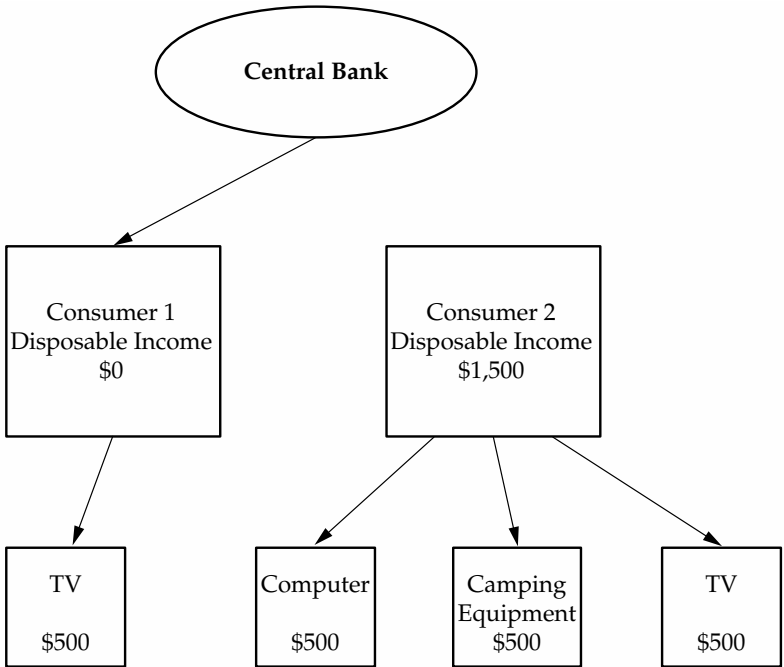 Central Bank
Consumer 1
Disposable Income
$0
Consumer 2
Disposable Income
$1,500
TV
$500
Computer
$500
Camping
Equipment
$500
TV
$500